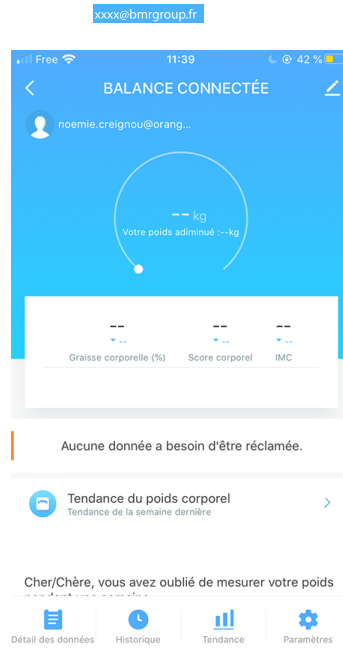 xxxx@bmrgroup.fr
Free 11:39 42 %
BALANCE CONNECTÉE
noemie.creignou@orang...
-- kg
Votre poids adiminué :--kg
-- -- --
-- -- --
Graisse corporelle (%) Score corporel IMC
Aucune donnée a besoin d'être réclamée.
Tendance du poids corporel
Tendance de la semaine dernière
Cher/Chère, vous avez oublié de mesurer votre poids
Détail des données Historique Tendance Paramètres